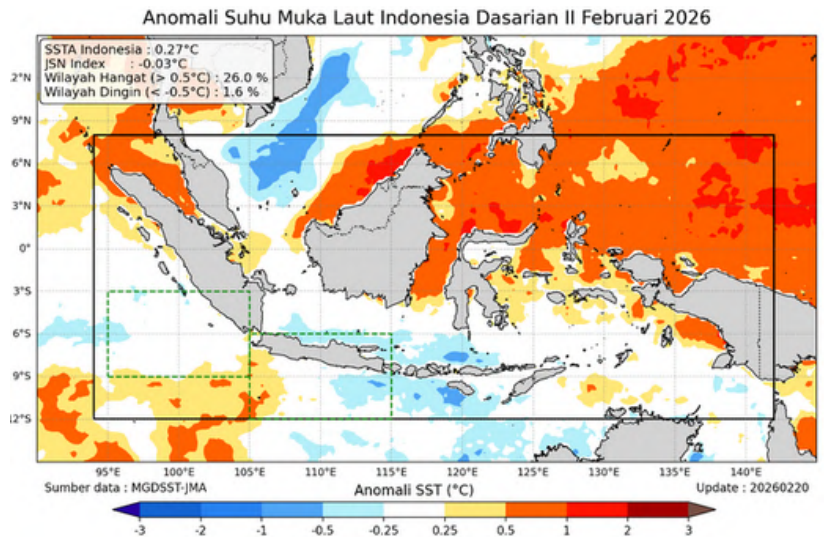 Anomali Suhu Muka Laut Indonesia Dasarian II Februari 2026
SSTA Indonesia : 0.27°C
JSN Index : -0.03°C
Wilayah Hangat (> 0.5°C) : 26.0 %
Wilayah Dingin (< -0.5°C) : 1.6 %
2°N
9°N
6°N
3°N
0°
3°S
6°S
9°S
2°S
95°E 100°E 105°E 110°E 115°E 120°E 125°E 130°E 135°E 140°E
Sumber data : MGDSST-JMA Anomali SST (°C) Update : 20260220
-3 -2 -1 -0.5 -0.25 0.25 0.5 1 2 3